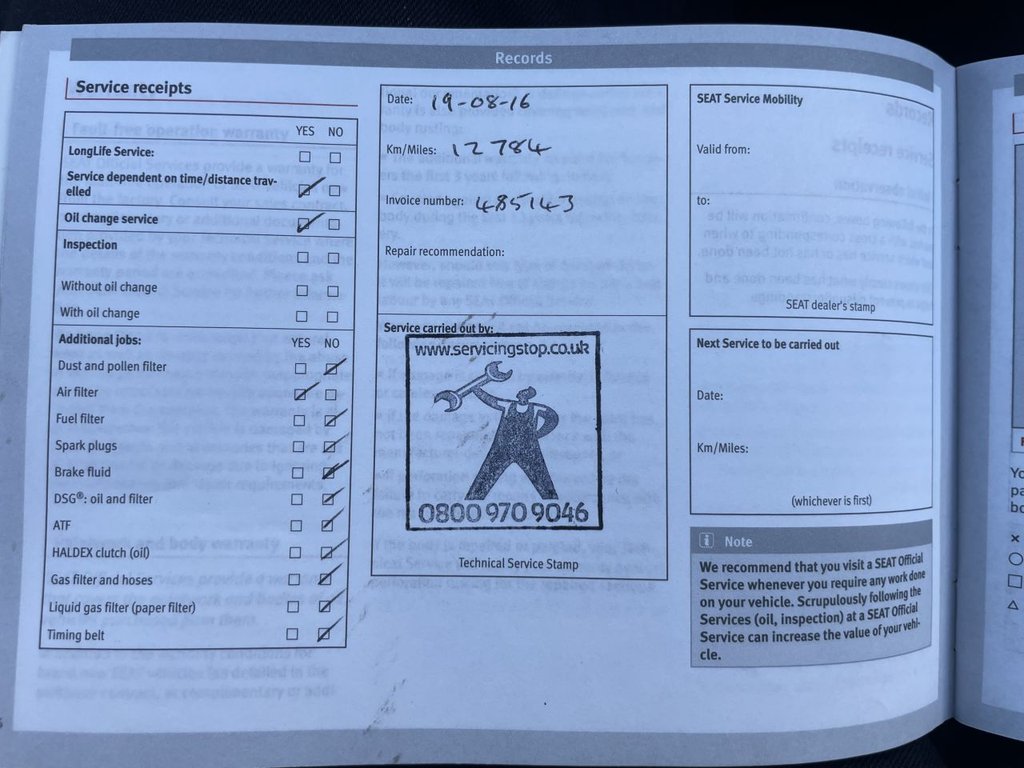 Records
Service receipts
YES NO
LongLife Service:
Service dependent on time/distance trav-
elled
Oil change service
Inspection
Without oil change
With oil change
Additional jobs: YES NO
Dust and pollen filter
Air filter
Fuel filter
Spark plugs
Brake fluid
DSG®: oil and filter
ATF
HALDEX clutch (oil)
Gas filter and hoses
Liquid gas filter (paper filter)
Timing belt
Date: 19-08-16
Km/Miles: 12784
Invoice number: 485143
Repair recommendation:
Service carried out by:
www.servicingstop.co.uk
0800 970 9046
Technical Service Stamp
SEAT Service Mobility
Valid from:
to:
SEAT dealer's stamp
Next Service to be carried out
Date:
Km/Miles:
(whichever is first)
i Note
We recommend that you visit a SEAT Official
Service whenever you require any work done
on your vehicle. Scrupulously following the
Services (oil, inspection) at a SEAT Official
Service can increase the value of your vehi-
cle.